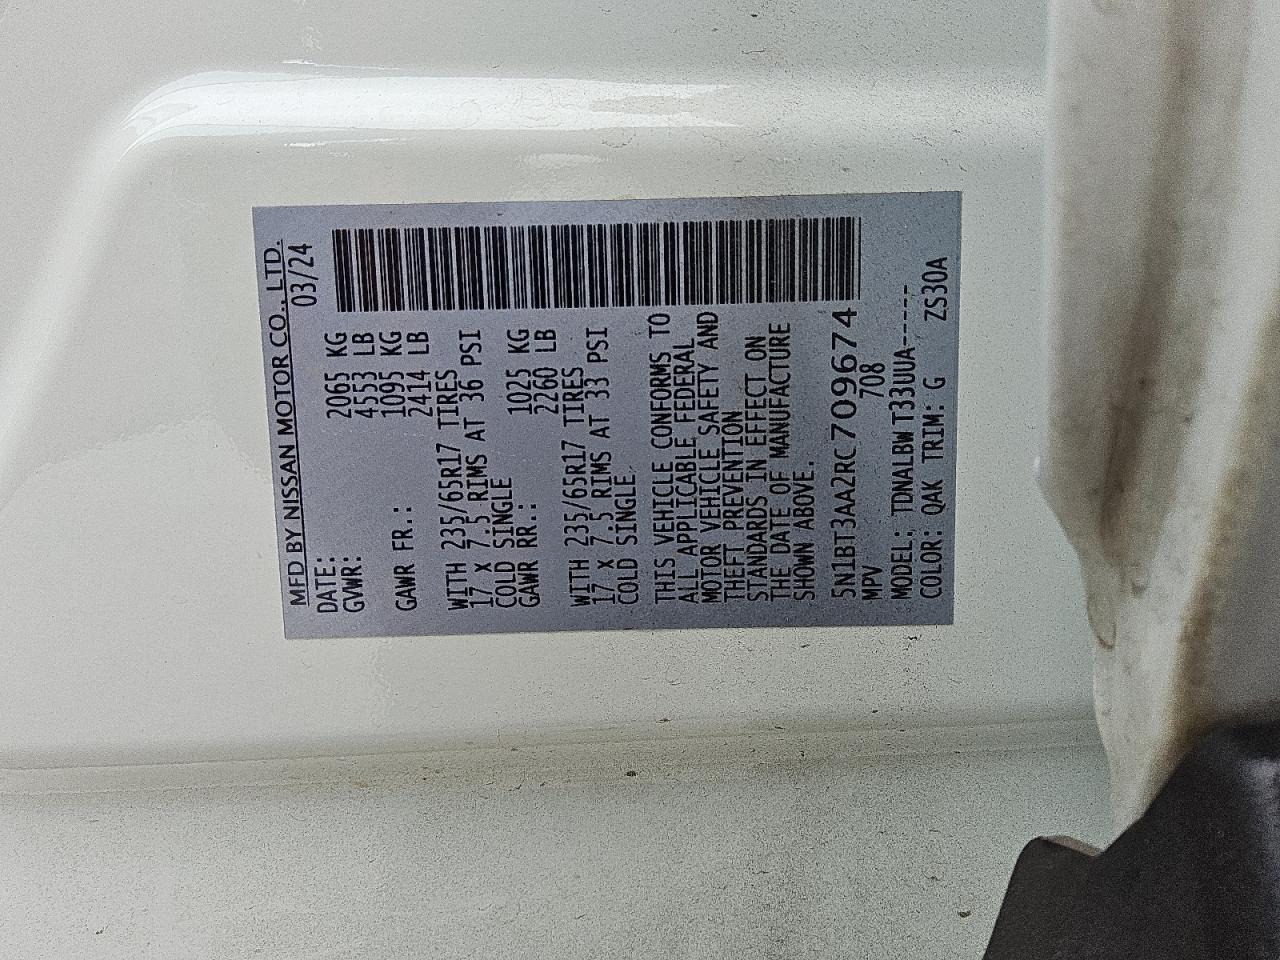 MFD BY NISSAN MOTOR CO., LTD.
DATE: 03/24
GVWR: 2065 KG
4553 LB
GAWR FR.: 1095 KG
2414 LB
WITH 235/65R17 TIRES
17 X 7.5 RIMS AT 36 PSI
COLD SINGLE
GAWR RR.: 1025 KG
2260 LB
WITH 235/65R17 TIRES
17 X 7.5 RIMS AT 33 PSI
COLD SINGLE
THIS VEHICLE CONFORMS TO
ALL APPLICABLE FEDERAL
MOTOR VEHICLE SAFETY AND
THEFT PREVENTION
STANDARDS IN EFFECT ON
THE DATE OF MANUFACTURE
SHOWN ABOVE.
5N1BT3AA2RC709674
MPV 708
MODEL: TDNALBW T33UUA-----
COLOR: QAK TRIM: G ZS30A